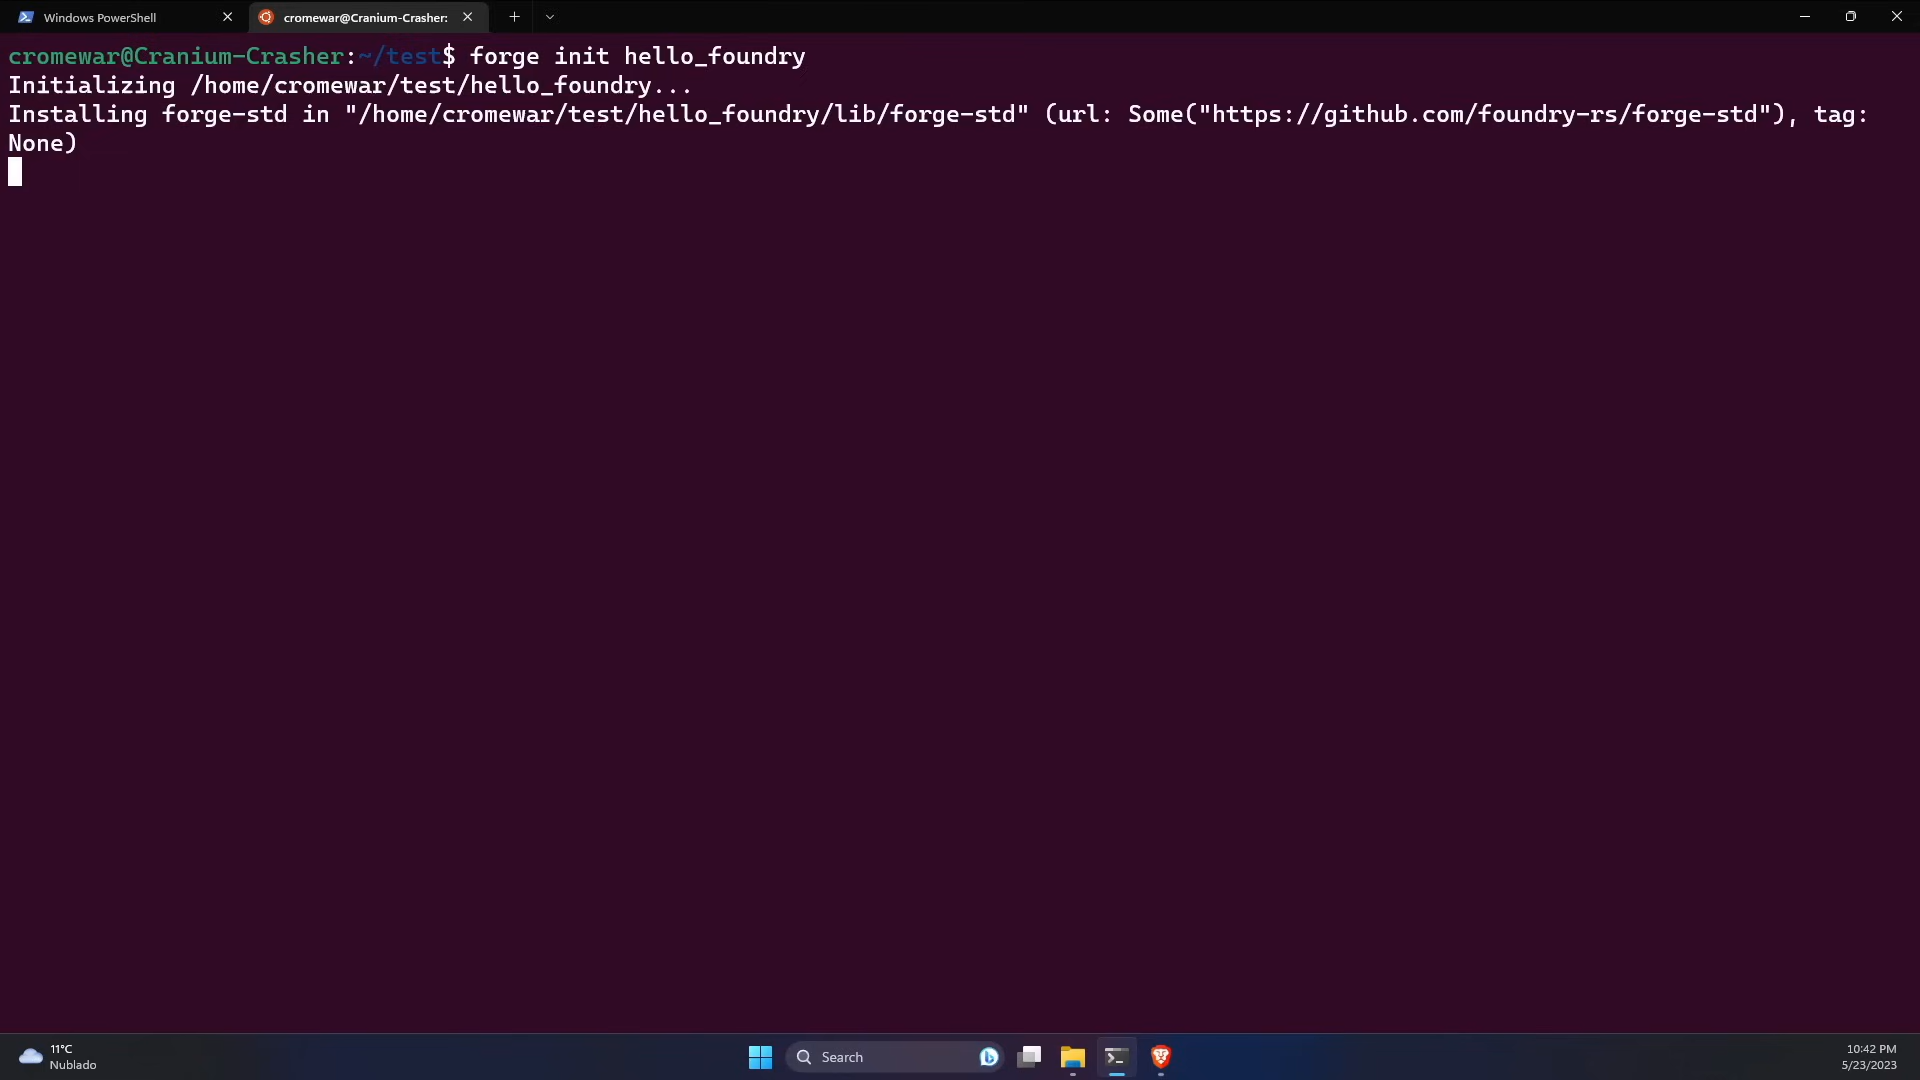 Windows PowerShell
cromewar@Cranium-Crasher:
cromewar@Cranium-Crasher:~/test$ forge init hello_foundry
Initializing /home/cromewar/test/hello_foundry...
Installing forge-std in "/home/cromewar/test/hello_foundry/lib/forge-std" (url: Some("https://github.com/foundry-rs/forge-std"), tag:
None)
11°C
Nublado
Search
10:42 PM
5/23/2023